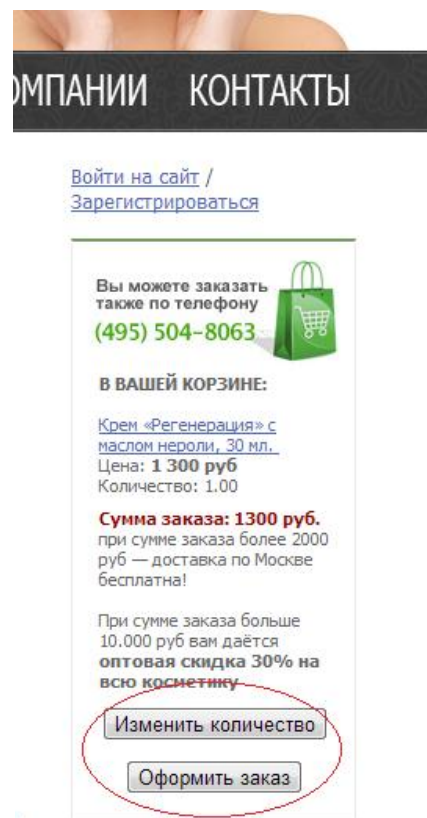 ОМПАНИИ КОНТАКТЫ
Войти на сайт /
Зарегистрироваться
Вы можете заказать
также по телефону
(495) 504-8063
В ВАШЕЙ КОРЗИНЕ:
Крем «Регенерация» с
маслом нероли, 30 мл.
Цена: 1 300 руб
Количество: 1.00
Сумма заказа: 1300 руб.
при сумме заказа более 2000
руб — доставка по Москве
бесплатна!
При сумме заказа больше
10.000 руб вам даётся
оптовая скидка 30% на
всю косметику
Изменить количество
Оформить заказ